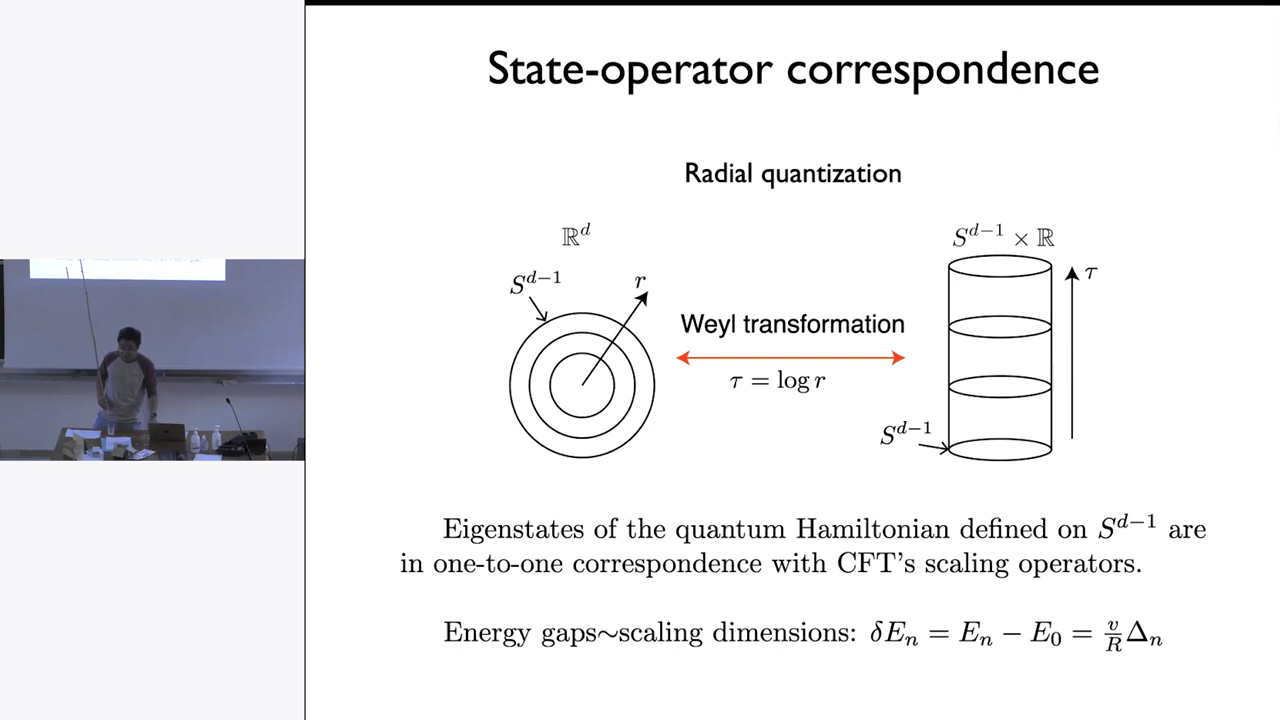 State-operator correspondence
Radial quantization
ℝ^d
S^{d−1} × ℝ
S^{d−1}
r
τ
Weyl transformation
τ = log r
S^{d−1}
Eigenstates of the quantum Hamiltonian defined on S^{d−1} are
in one-to-one correspondence with CFT's scaling operators.
Energy gaps~scaling dimensions: δE_n = E_n − E_0 = \frac{v}{R}Δ_n